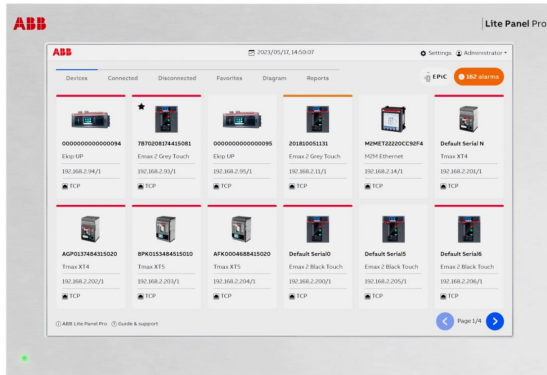 ABB
Lite Panel Pro
ABB
2023/05/17, 14:50:07
Settings
Administrator
Devices
Connected
Disconnected
Favorites
Diagram
Reports
EPiC
162 alarms
0000000000000094
7870208174415081
0000000000000095
201810051131
M2MET22220CC92F4
Default Serial N
Ekip UP
Emax 2 Grey Touch
Ekip UP
Emax 2 Grey Touch
M2M Ethernet
Tmax XT4
192.168.2.94/1
192.168.2.93/1
192.168.2.95/1
192.168.2.11/1
192.168.2.14/1
192.168.2.201/1
TCP
TCP
TCP
TCP
TCP
TCP
AGP0137484315020
BPK0153484515010
AFK0004688415020
Default Serial0
Default Serial5
Default Serial6
Tmax XT4
Tmax XT5
Tmax XT5
Emax 2 Black Touch
Emax 2 Black Touch
Emax 2 Black Touch
192.168.2.202/1
192.168.2.203/1
192.168.2.204/1
192.168.2.200/1
192.168.2.205/1
192.168.2.206/1
TCP
TCP
TCP
TCP
TCP
TCP
ABB Lite Panel Pro
Guide & support
Page 1/4